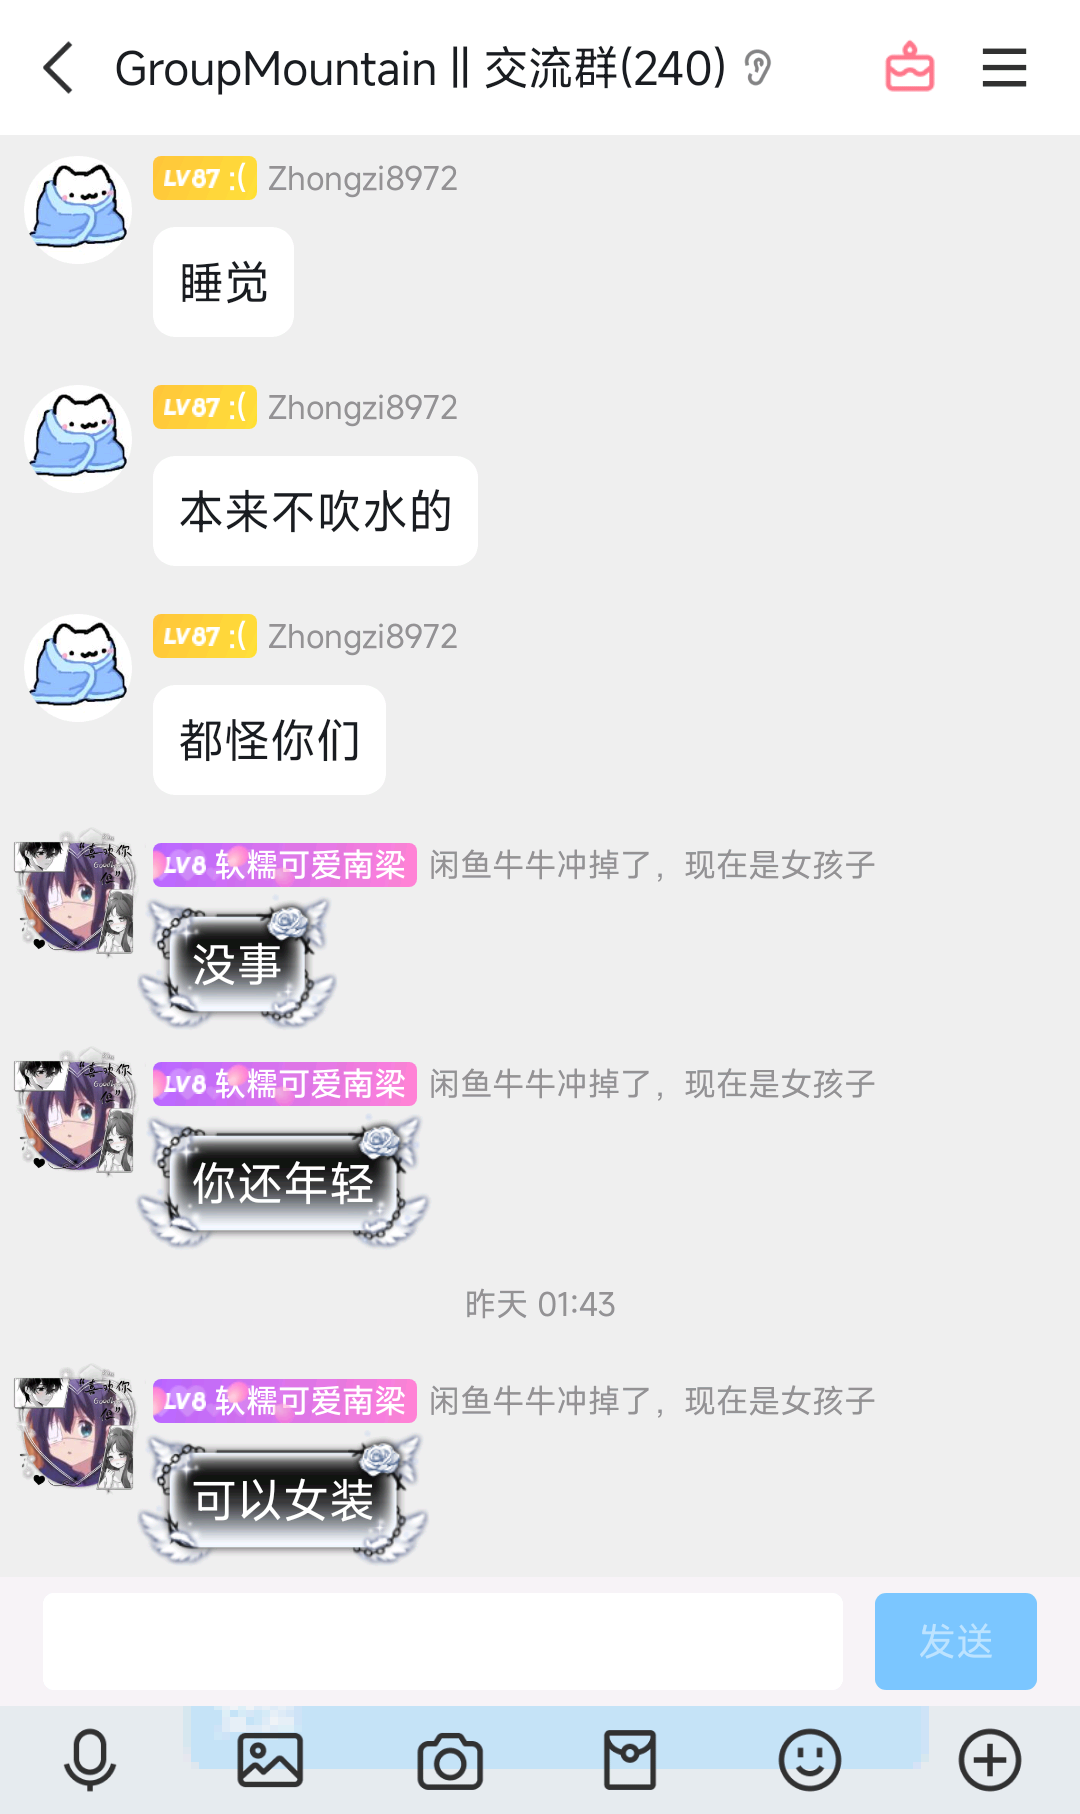 GroupMountain || 交流群(240)
LV87 :( Zhongzi8972
睡觉
LV87 :( Zhongzi8972
本来不吹水的
LV87 :( Zhongzi8972
都怪你们
LV8 软糯可爱南梁 闲鱼牛牛冲掉了，现在是女孩子
没事
LV8 软糯可爱南梁 闲鱼牛牛冲掉了，现在是女孩子
你还年轻
昨天 01:43
LV8 软糯可爱南梁 闲鱼牛牛冲掉了，现在是女孩子
可以女装
发送